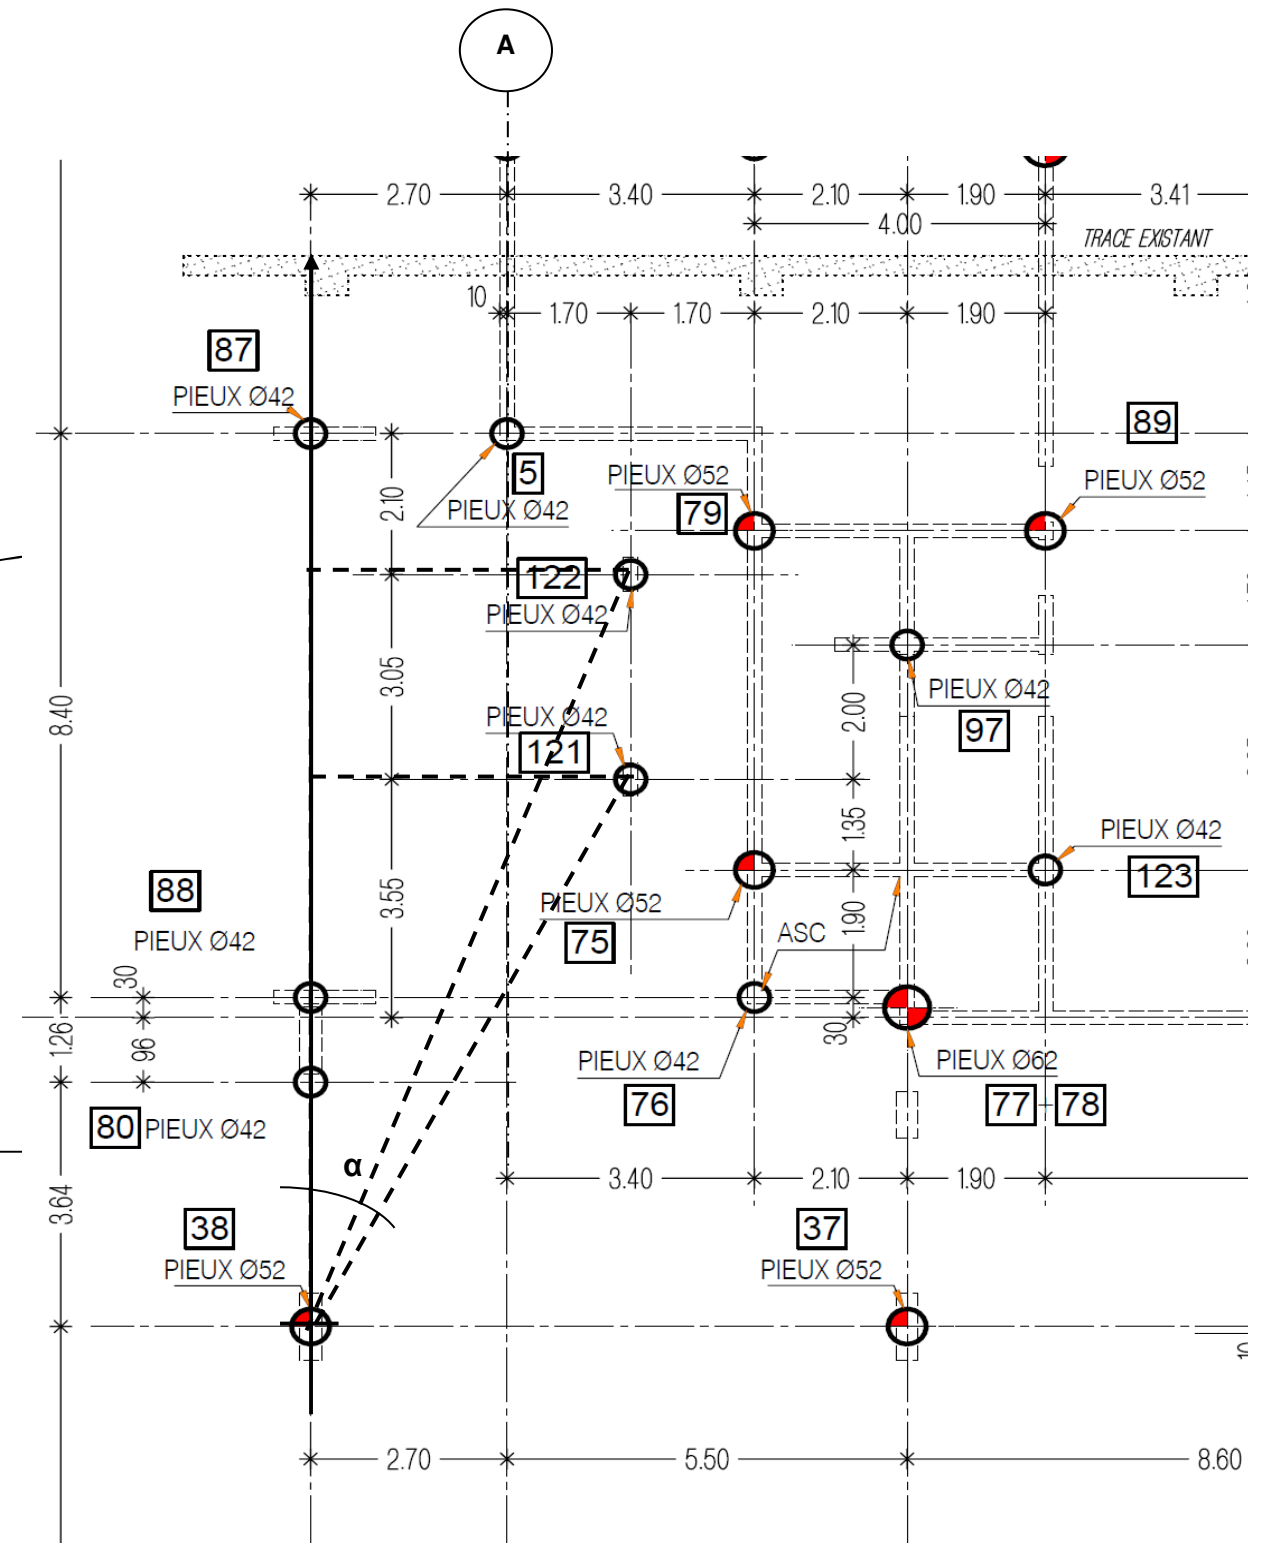 A
2.70
3.40
2.10
1.90
3.41
4.00
TRACE EXISTANT
10
1.70
1.70
2.10
1.90
87
PIEUX Ø42
89
5
PIEUX Ø52
PIEUX Ø52
2.10
PIEUX Ø42
79
122
PIEUX Ø42
3.05
8.40
PIEUX Ø42
2.00
PIEUX Ø42
97
121
1.35
PIEUX Ø42
123
88
3.55
PIEUX Ø52
1.90
ASC
75
PIEUX Ø42
30
1.26
96
30
PIEUX Ø42
PIEUX Ø62
76
77
78
80
PIEUX Ø42
α
3.40
2.10
1.90
3.64
38
37
PIEUX Ø52
PIEUX Ø52
2.70
5.50
8.60